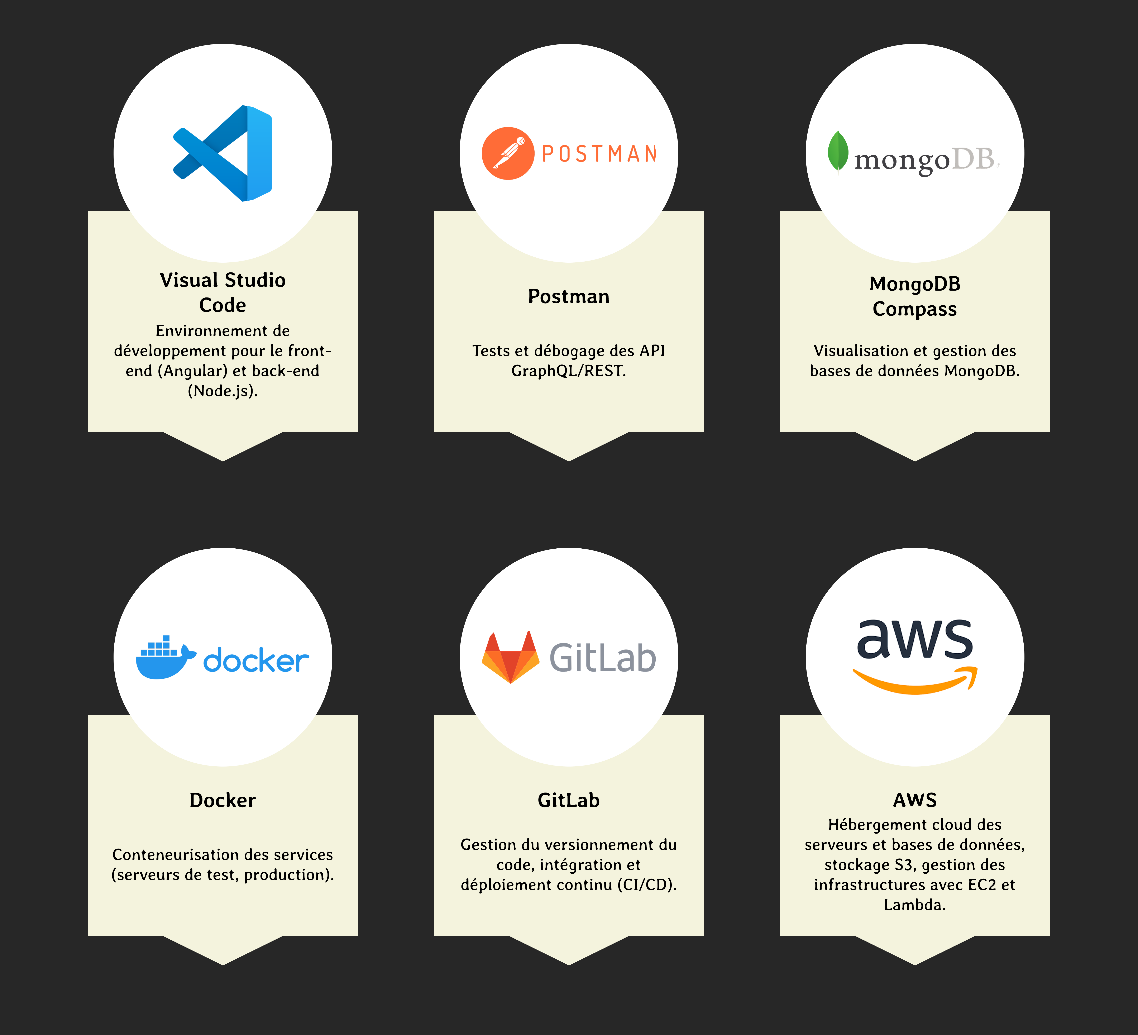 POSTMAN
mongoDB.
Visual Studio
Code
Environnement de
développement pour le front-
end (Angular) et back-end
(Node.js).
Postman
Tests et débogage des API
GraphQL/REST.
MongoDB
Compass
Visualisation et gestion des
bases de données MongoDB.
docker
GitLab
aws
Docker
Conteneurisation des services
(serveurs de test, production).
GitLab
Gestion du versionnement du
code, intégration et
déploiement continu (CI/CD).
AWS
Hébergement cloud des
serveurs et bases de données,
stockage S3, gestion des
infrastructures avec EC2 et
Lambda.